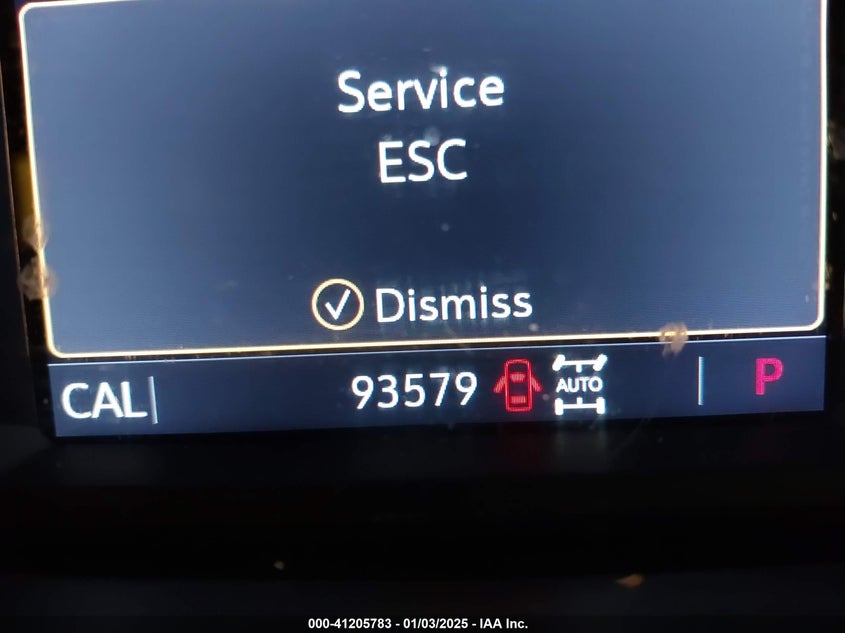 Service
ESC
Dismiss
CAL 93579 AUTO P
000-41205783 - 01/03/2025 - IAA Inc.